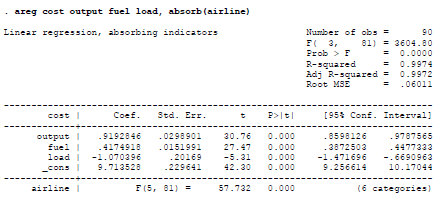 . areg cost output fuel load, absorb(airline)
Linear regression, absorbing indicators Number of obs = 90
F( 3, 81) = 3604.80
Prob > F = 0.0000
R-squared = 0.9974
Adj R-squared = 0.9972
Root MSE = .06011
cost | Coef. Std. Err. t P>|t| [95% Conf. Interval]
output | .9192846 .0298901 30.76 0.000 .8598126 .9787565
fuel | .4174918 .0151991 27.47 0.000 .3872503 .4477333
load | -1.070396 .20169 -5.31 0.000 -1.471696 -.6690963
_cons | 9.713528 .229641 42.30 0.000 9.256614 10.17044
airline | F(5, 81) = 57.732 0.000 (6 categories)